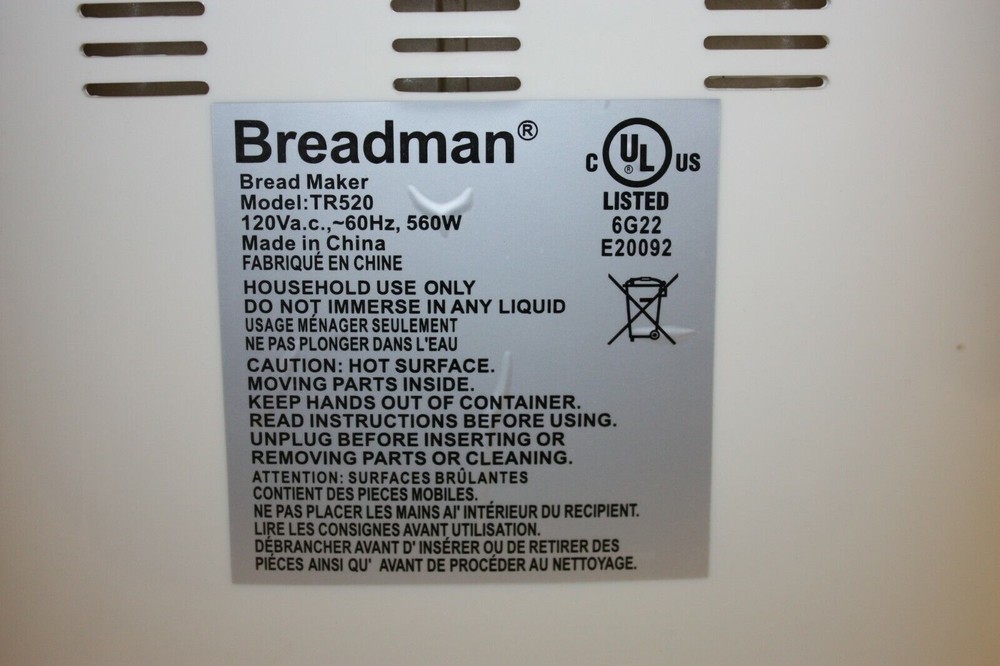 Breadman®
Bread Maker
Model:TR520
120Va.c.,~60Hz, 560W
Made in China
FABRIQUÉ EN CHINE
C UL ® US
LISTED
6G22
E20092
HOUSEHOLD USE ONLY
DO NOT IMMERSE IN ANY LIQUID
USAGE MÉNAGER SEULEMENT
NE PAS PLONGER DANS L'EAU
CAUTION: HOT SURFACE.
MOVING PARTS INSIDE.
KEEP HANDS OUT OF CONTAINER.
READ INSTRUCTIONS BEFORE USING.
UNPLUG BEFORE INSERTING OR
REMOVING PARTS OR CLEANING.
ATTENTION: SURFACES BRÛLANTES
CONTIENT DES PIECES MOBILES.
NE PAS PLACER LES MAINS AI' INTÉRIEUR DU RECIPIENT.
LIRE LES CONSIGNES AVANT UTILISATION.
DÉBRANCHER AVANT D' INSÉRER OU DE RETIRER DES
PIÉCES AINSI QU' AVANT DE PROCÉDER AU NETTOYAGE.